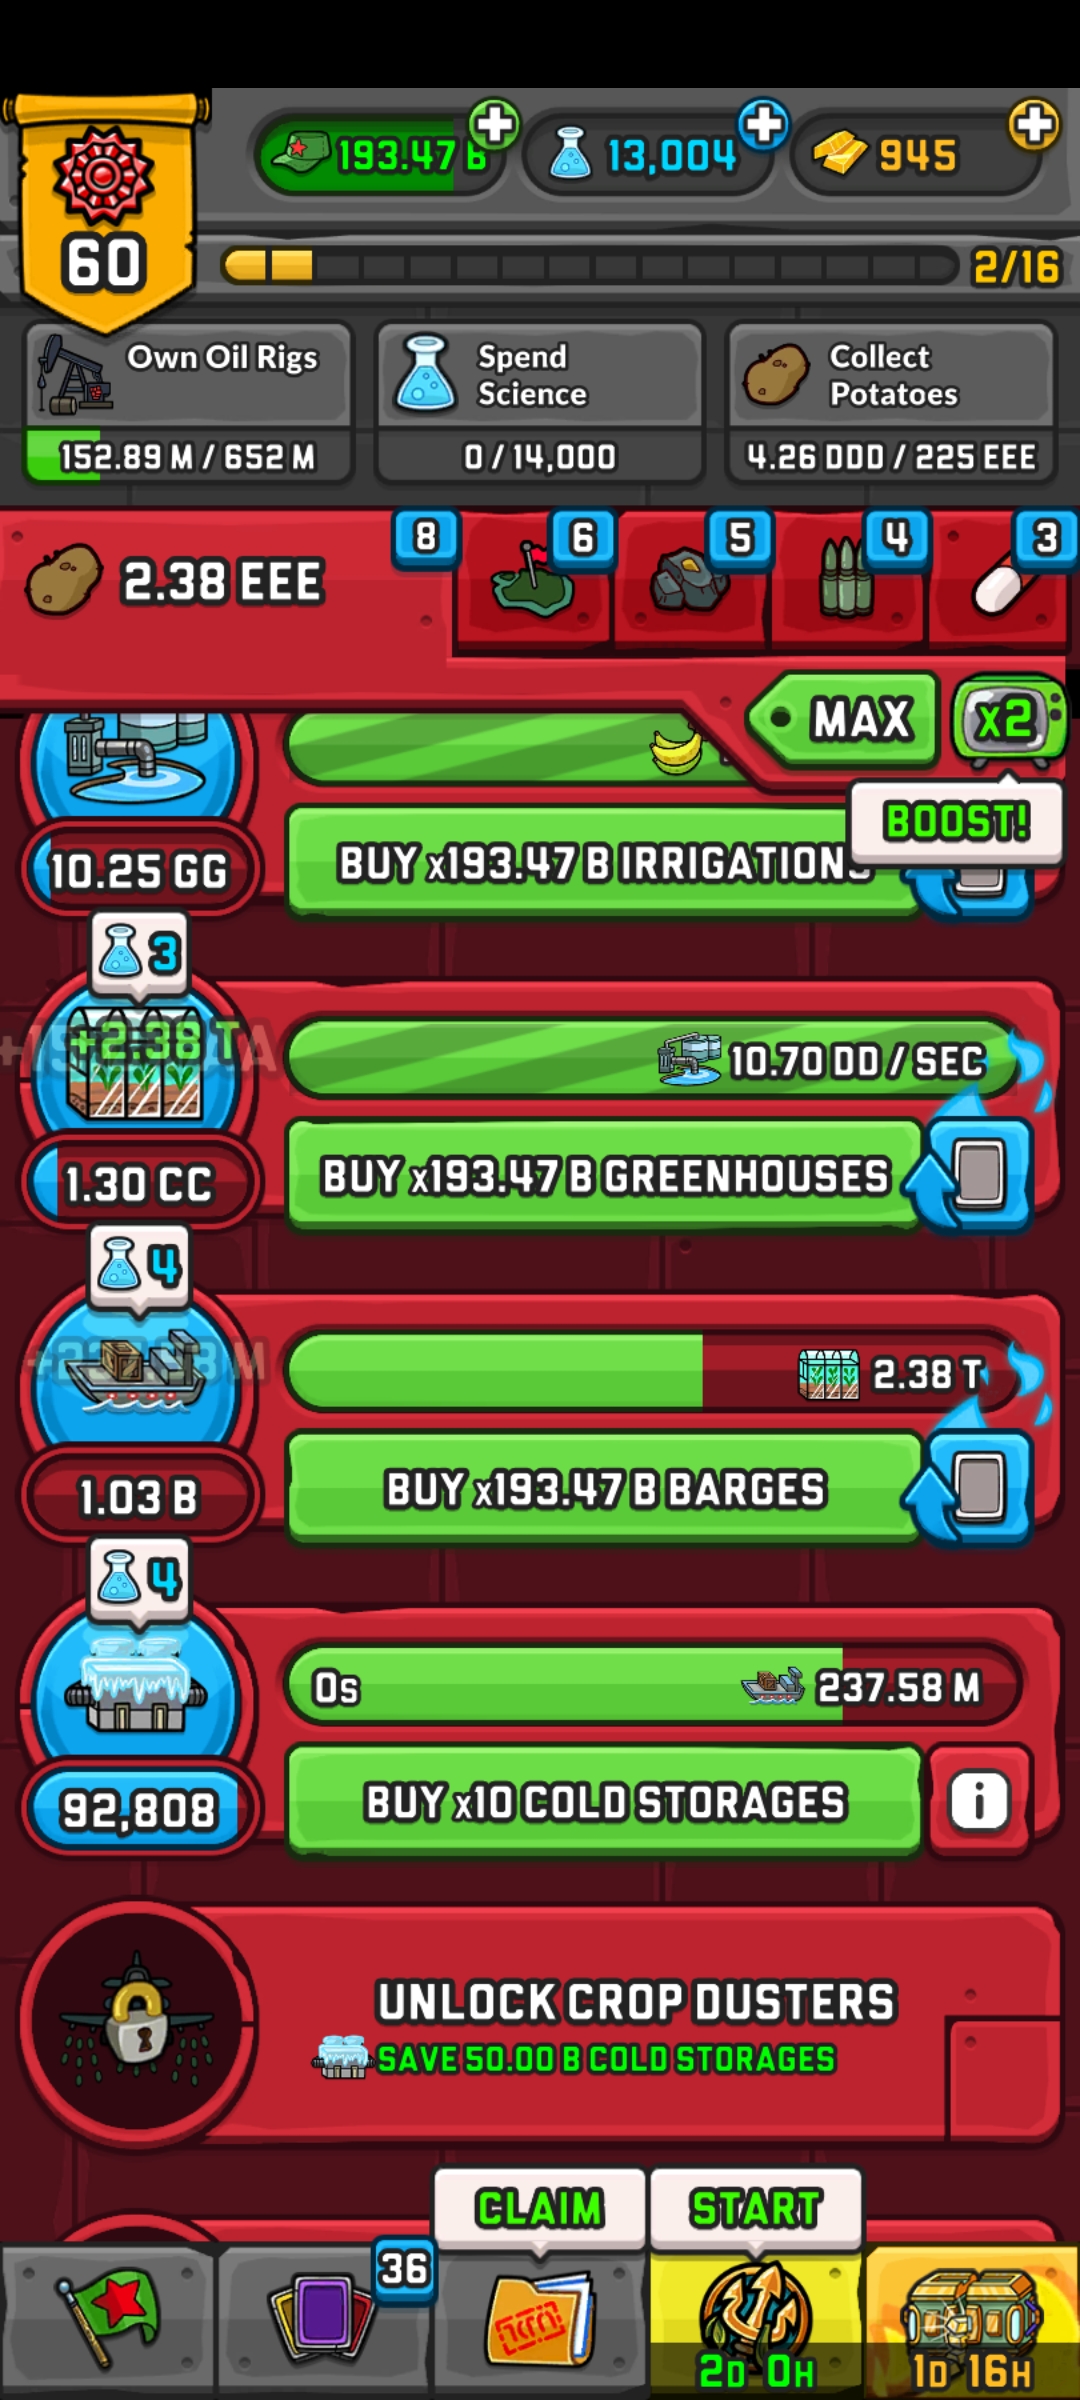 193.47 B
13,004
945
60
2/16
Own Oil Rigs
152.89 M / 652 M
Spend
Science
0 / 14,000
Collect
Potatoes
4.26 DDD / 225 EEE
2.38 EEE
8
6
5
4
3
MAX
x2
BOOST!
10.25 GG
BUY x193.47 B IRRIGATIONS
3
+2.38 T
10.70 DD / SEC
1.30 CC
BUY x193.47 B GREENHOUSES
4
2.38 T
1.03 B
BUY x193.47 B BARGES
4
0s
237.58 M
92,808
BUY x10 COLD STORAGES
i
UNLOCK CROP DUSTERS
SAVE 50.00 B COLD STORAGES
CLAIM
START
36
2D 0H
1D 16H